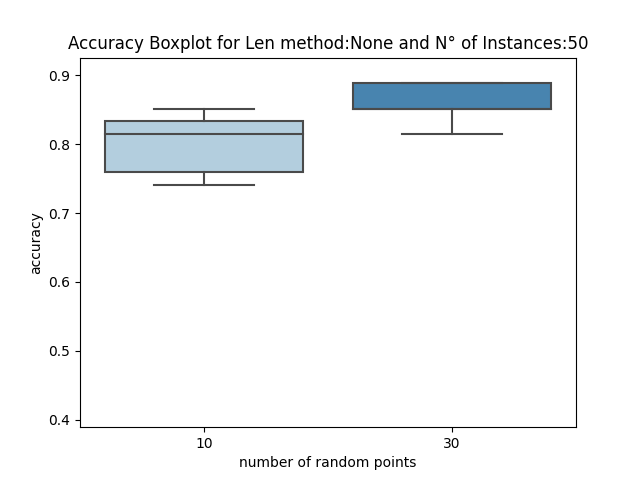 Accuracy Boxplot for Len method:None and N° of Instances:50
0.9
0.8
0.7
0.6
0.5
0.4
accuracy
10 30
number of random points